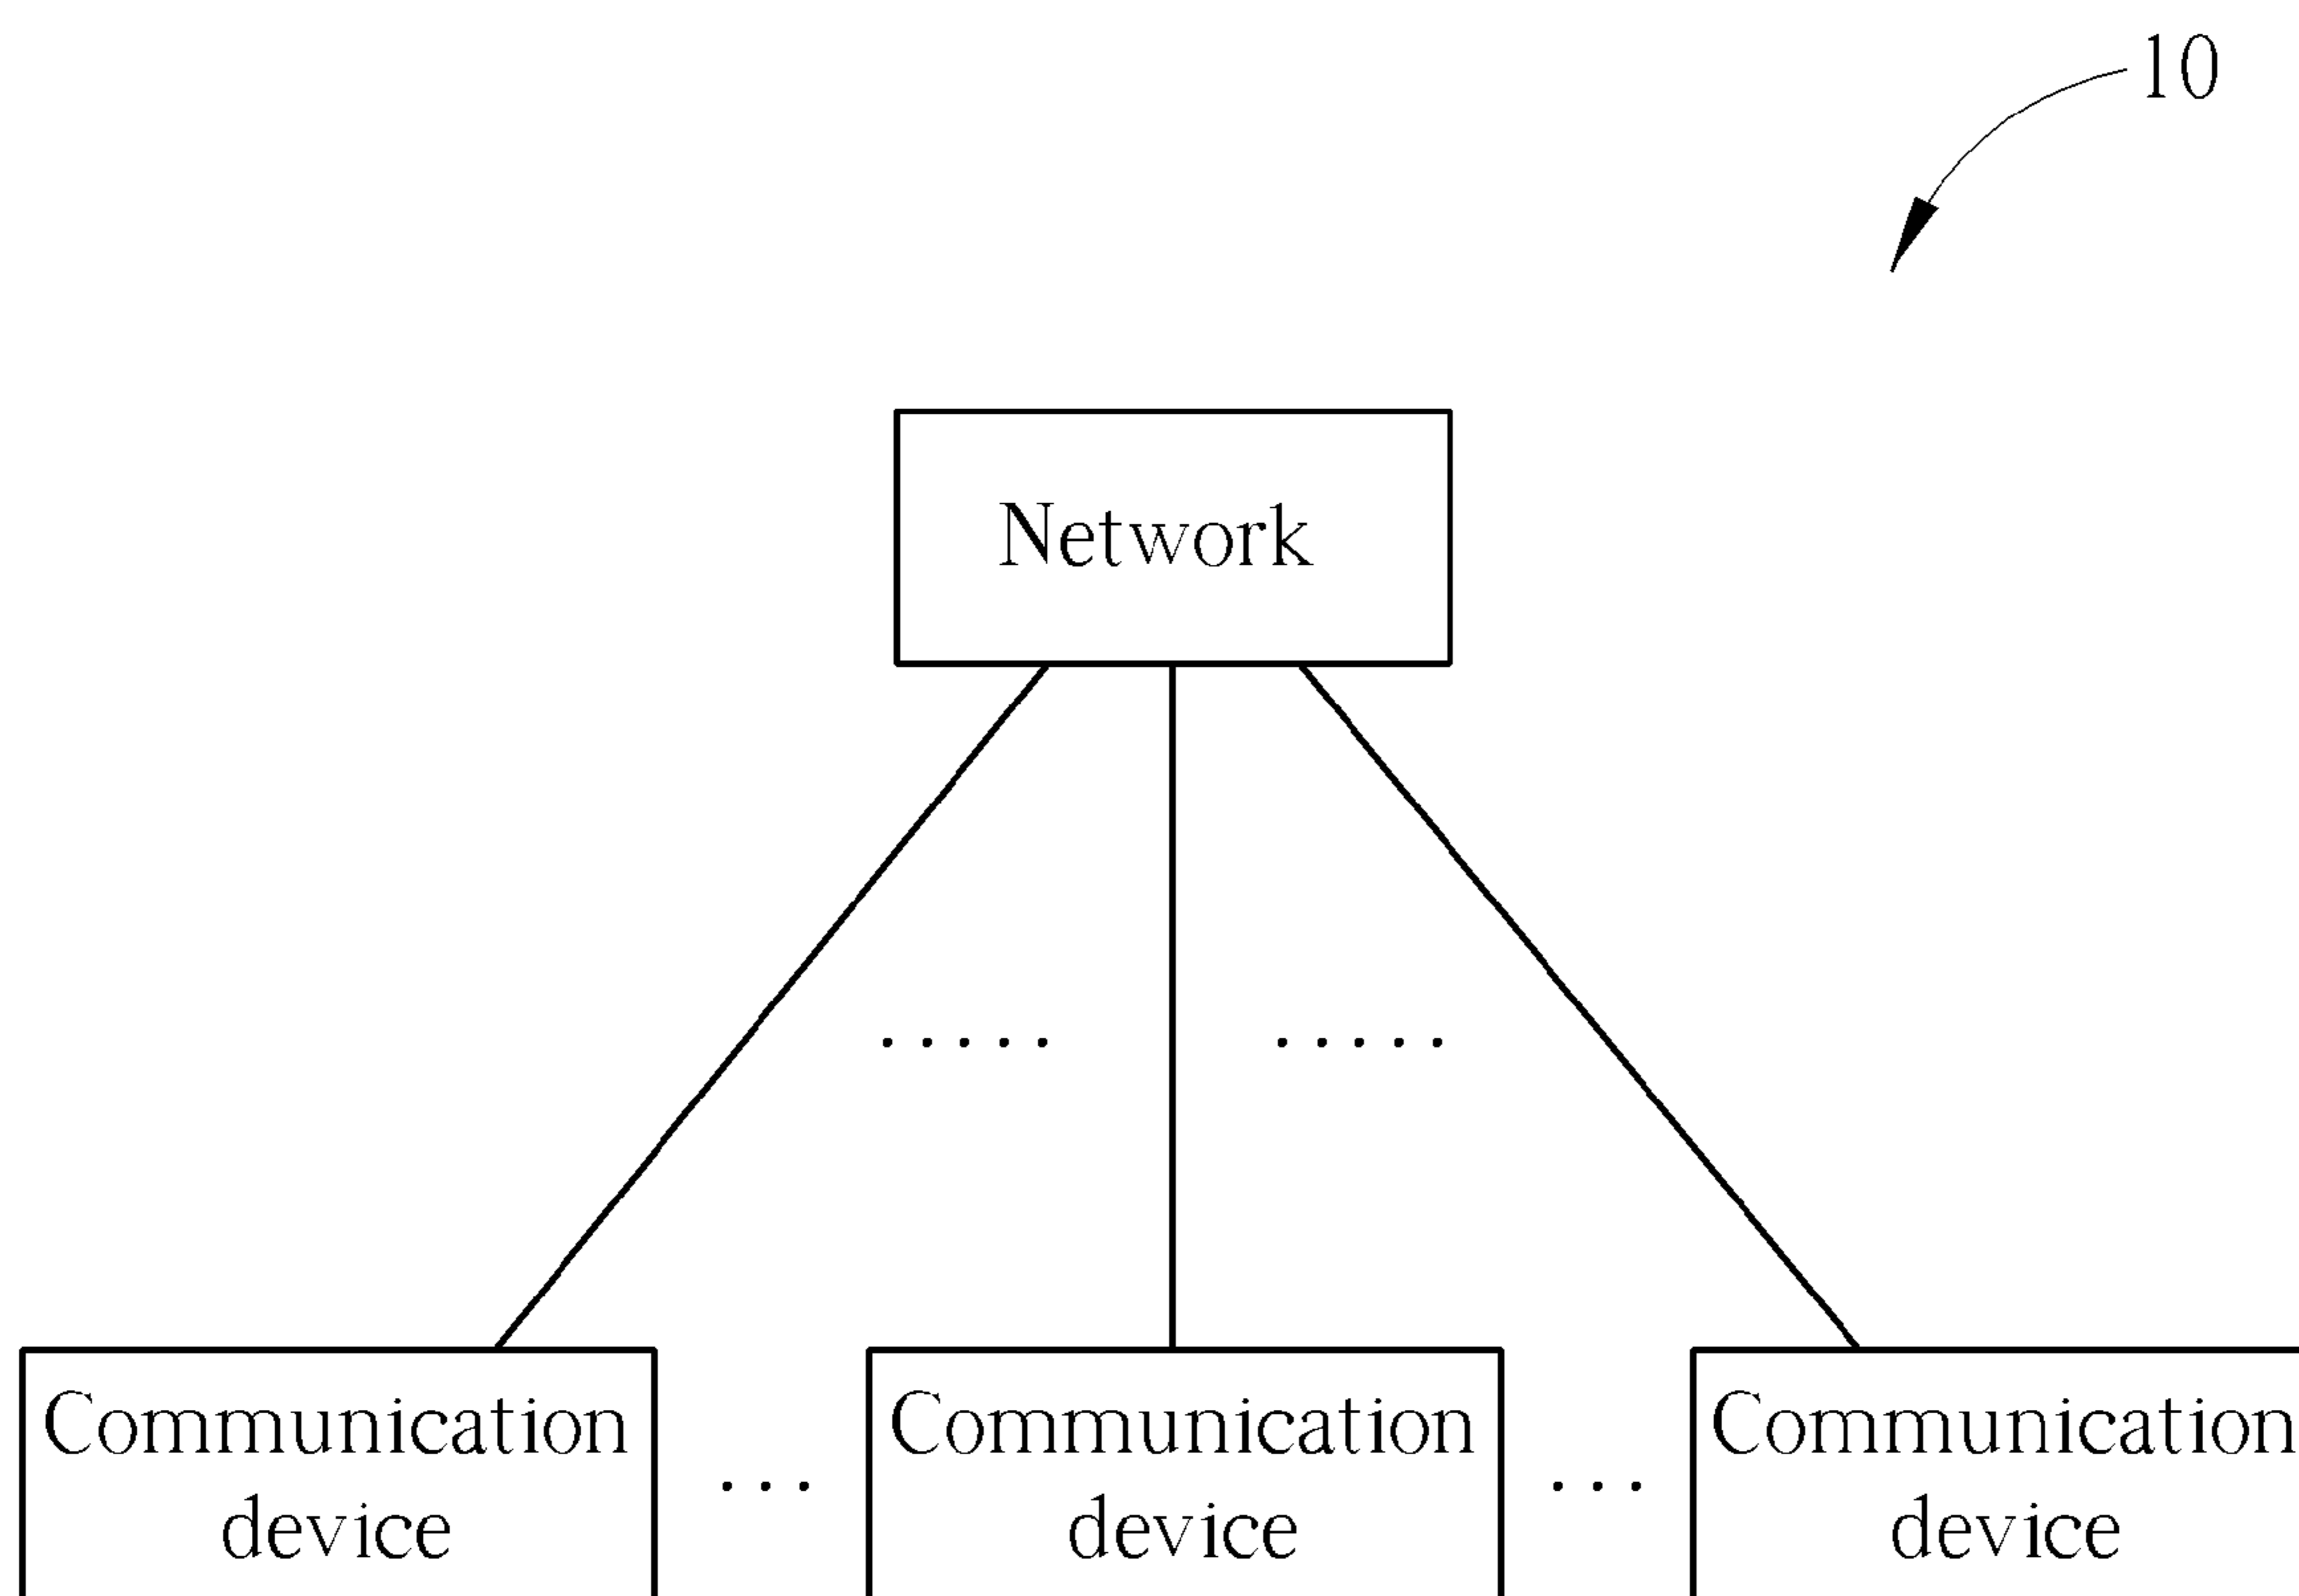 10
Network
..... .....
Communication ... Communication ... Communication
device device device